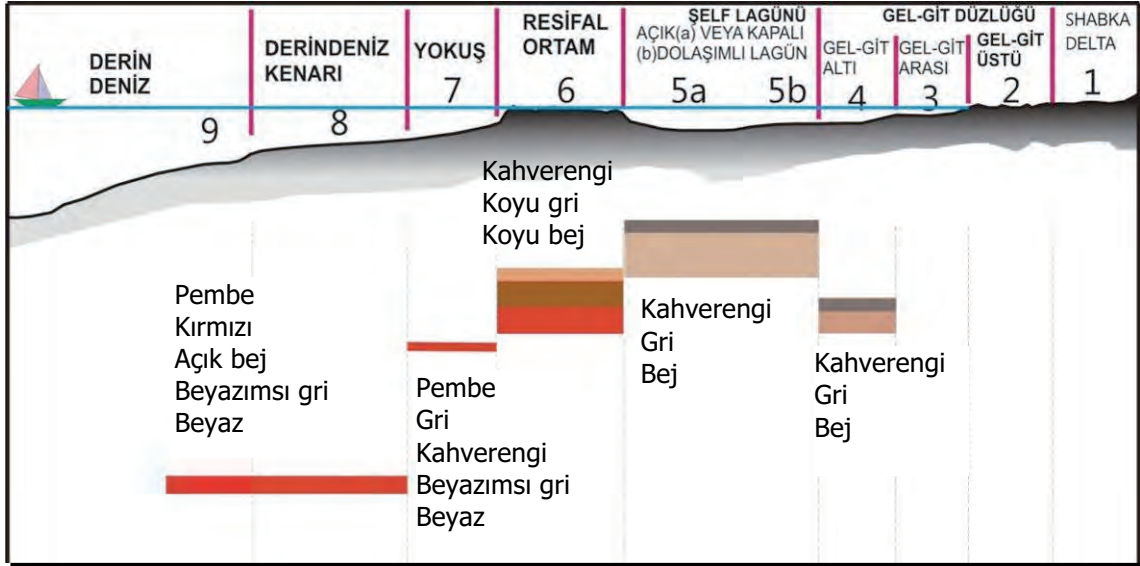 DERİN
DENİZ
9
DERİNDENİZ
KENARI
8
YOKUŞ
7
RESİFAL
ORTAM
6
ŞELF LAGÜNÜ
AÇIK(a) VEYA KAPALI
(b)DOLAŞIMLI LAGÜN
5a 5b
GEL-GİT DÜZLÜĞÜ
GEL-GİT
ALTI
4
GEL-GİT
ARASI
3
GEL-GİT
ÜSTÜ
2
SHABKA
DELTA
1
Kahverengi
Koyu gri
Koyu bej
Pembe
Kırmızı
Açık bej
Beyazımsı gri
Beyaz
Pembe
Gri
Kahverengi
Beyazımsı gri
Beyaz
Kahverengi
Gri
Bej
Kahverengi
Gri
Bej